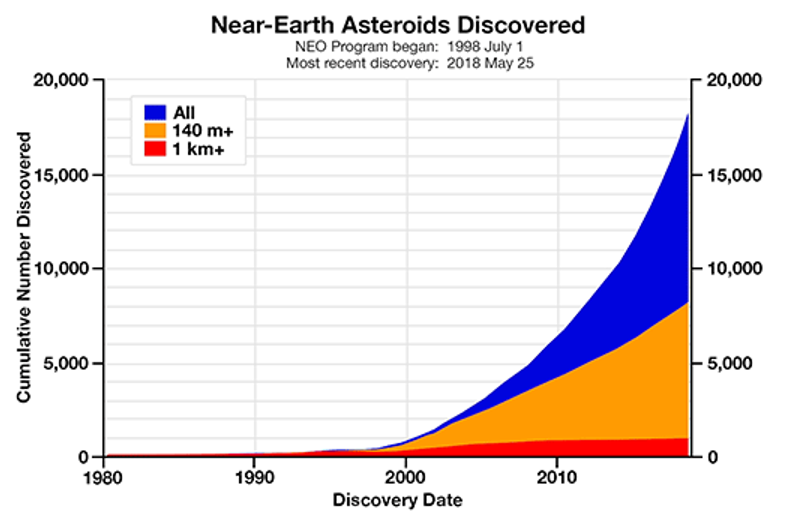 Near-Earth Asteroids Discovered
NEO Program began: 1998 July 1
Most recent discovery: 2018 May 25
20,000 20,000
All
140 m+
1 km+
15,000 15,000
10,000 10,000
5,000 5,000
0 0
Cumulative Number Discovered
1980 1990 2000 2010
Discovery Date